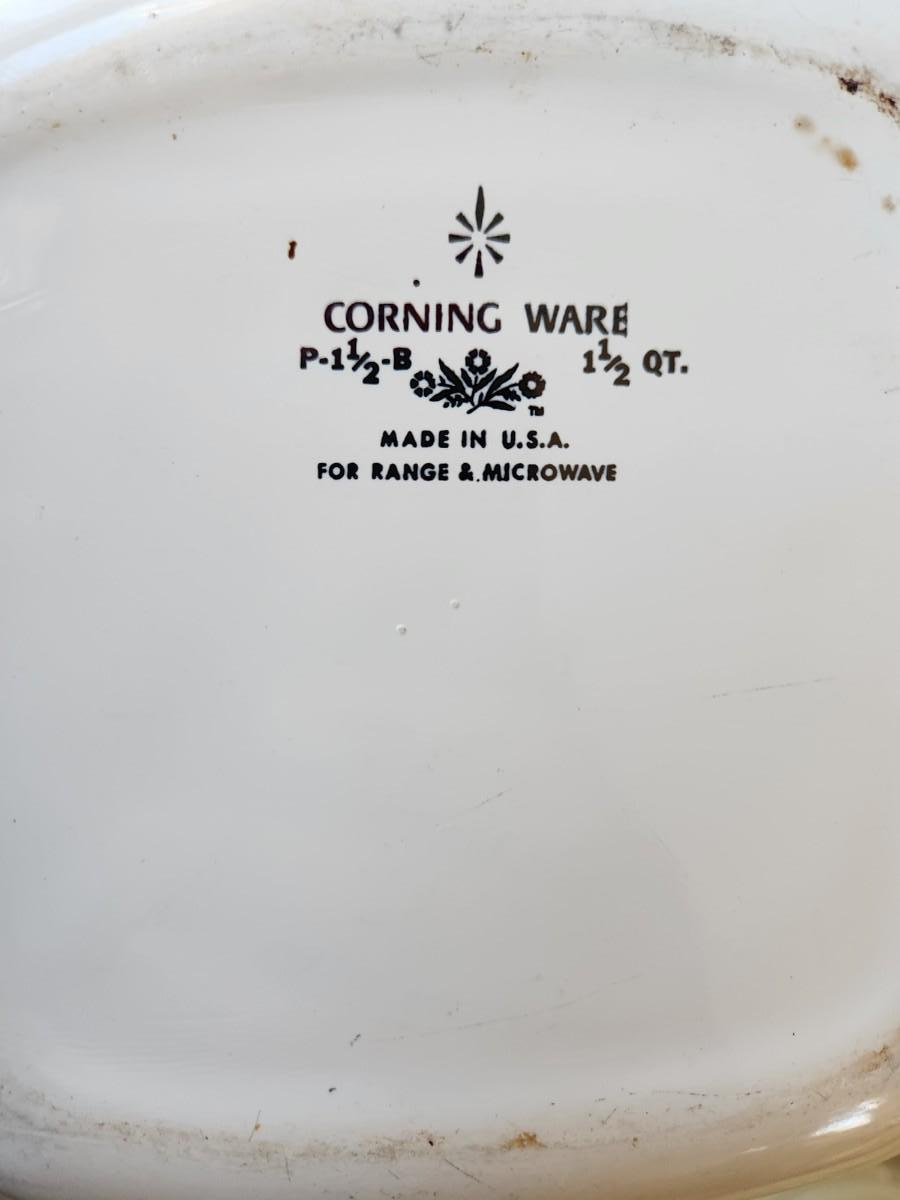 CORNING WARE
P-1½-B 1½ QT.
TM
MADE IN U.S.A.
FOR RANGE & MICROWAVE